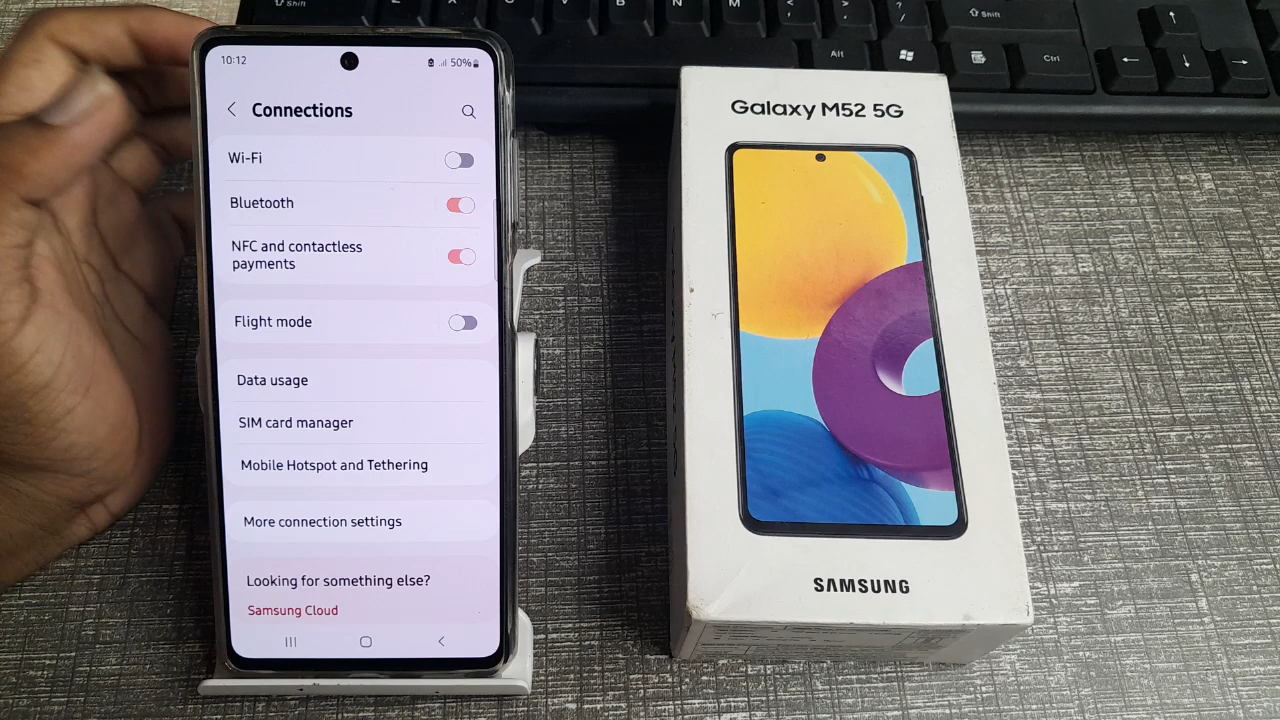 Shift
X
C
V
B
N
M
<
,
>
.
?
/
Shift
Alt
Ctrl
10:12
50%
Connections
Wi-Fi
Bluetooth
NFC and contactless
payments
Flight mode
Data usage
SIM card manager
Mobile Hotspot and Tethering
More connection settings
Looking for something else?
Samsung Cloud
Galaxy M52 5G
SAMSUNG